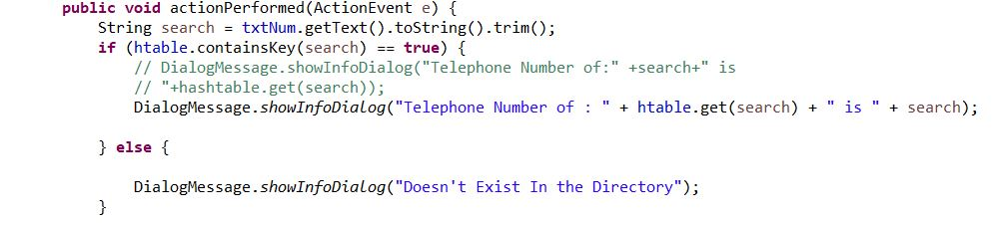 public void actionPerformed(ActionEvent e) {
String search = txtNum.getText().toString().trim();
if (htable.containsKey(search) == true) {
// DialogMessage.showInfoDialog("Telephone Number of:" +search+" is
// "+hashtable.get(search));
DialogMessage.showInfoDialog("Telephone Number of : " + htable.get(search) + " is " + search);
} else {
DialogMessage.showInfoDialog("Doesn't Exist In the Directory");
}